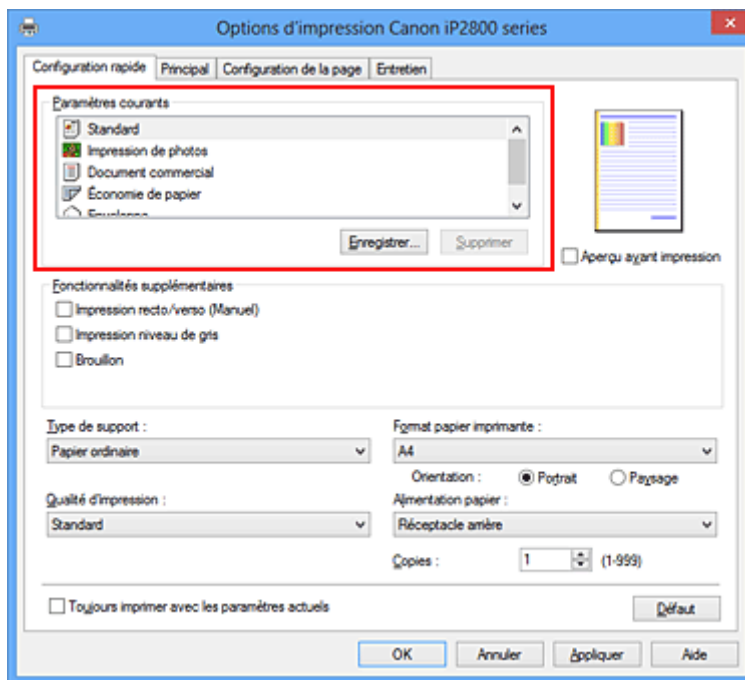 Options d'impression Canon iP2800 series
Configuration rapide Principal Configuration de la page Entretien
Paramètres courants
Standard
Impression de photos
Document commercial
Économie de papier
Enregistrer... Supprimer
Aperçu avant impression
Fonctionnalités supplémentaires
Impression recto/verso (Manuel)
Impression niveau de gris
Brouillon
Type de support :
Papier ordinaire
Format papier imprimante :
A4
Orientation : Portrait Paysage
Qualité d'impression :
Standard
Alimentation papier :
Réceptacle arrière
Copies : 1 (1-999)
Toujours imprimer avec les paramètres actuels
Défaut
OK Annuler Appliquer Aide